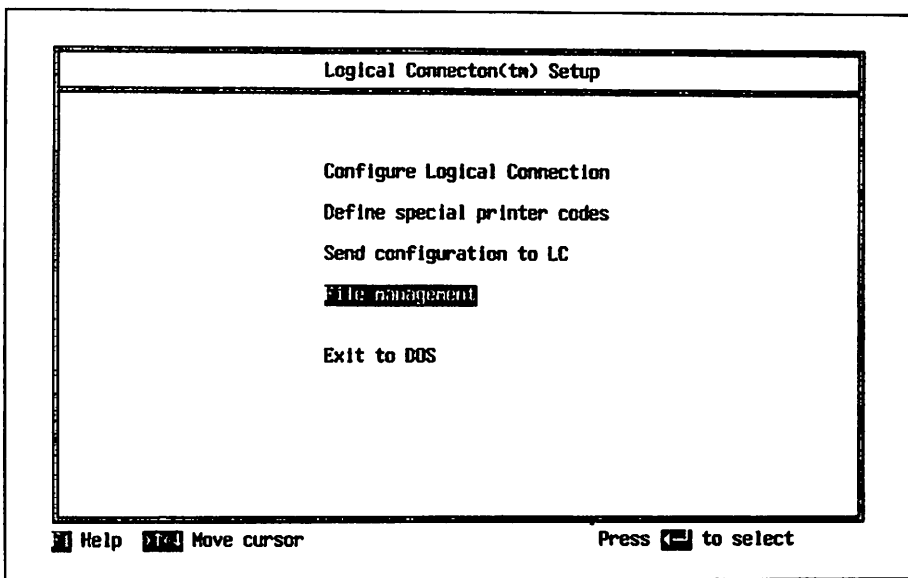 Logical Connecton(tm) Setup
Configure Logical Connection
Define special printer codes
Send configuration to LC
File management
Exit to DOS
F1 Help Move cursor
Press to select